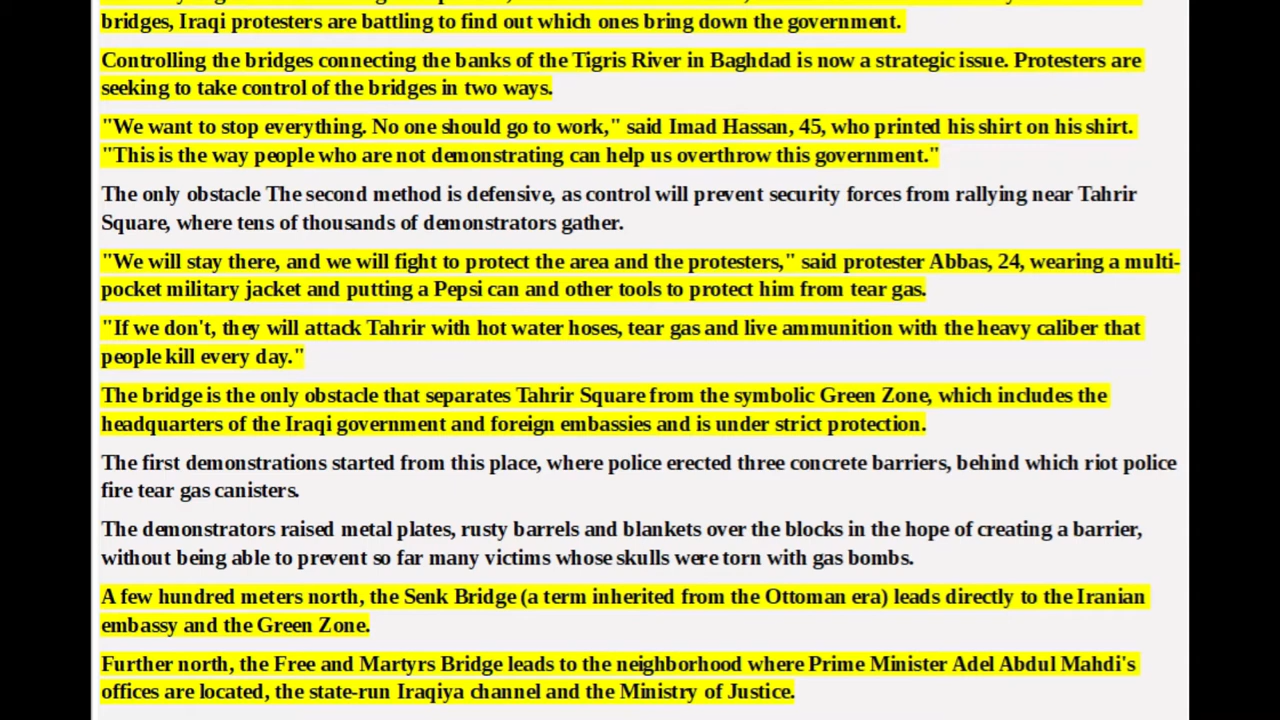 bridges, Iraqi protesters are battling to find out which ones bring down the government.
Controlling the bridges connecting the banks of the Tigris River in Baghdad is now a strategic issue. Protesters are
seeking to take control of the bridges in two ways.
"We want to stop everything. No one should go to work," said Imad Hassan, 45, who printed his shirt on his shirt.
"This is the way people who are not demonstrating can help us overthrow this government."
The only obstacle The second method is defensive, as control will prevent security forces from rallying near Tahrir
Square, where tens of thousands of demonstrators gather.
"We will stay there, and we will fight to protect the area and the protesters," said protester Abbas, 24, wearing a multi-
pocket military jacket and putting a Pepsi can and other tools to protect him from tear gas.
"If we don't, they will attack Tahrir with hot water hoses, tear gas and live ammunition with the heavy caliber that
people kill every day."
The bridge is the only obstacle that separates Tahrir Square from the symbolic Green Zone, which includes the
headquarters of the Iraqi government and foreign embassies and is under strict protection.
The first demonstrations started from this place, where police erected three concrete barriers, behind which riot police
fire tear gas canisters.
The demonstrators raised metal plates, rusty barrels and blankets over the blocks in the hope of creating a barrier,
without being able to prevent so far many victims whose skulls were torn with gas bombs.
A few hundred meters north, the Senk Bridge (a term inherited from the Ottoman era) leads directly to the Iranian
embassy and the Green Zone.
Further north, the Free and Martyrs Bridge leads to the neighborhood where Prime Minister Adel Abdul Mahdi's
offices are located, the state-run Iraqiya channel and the Ministry of Justice.